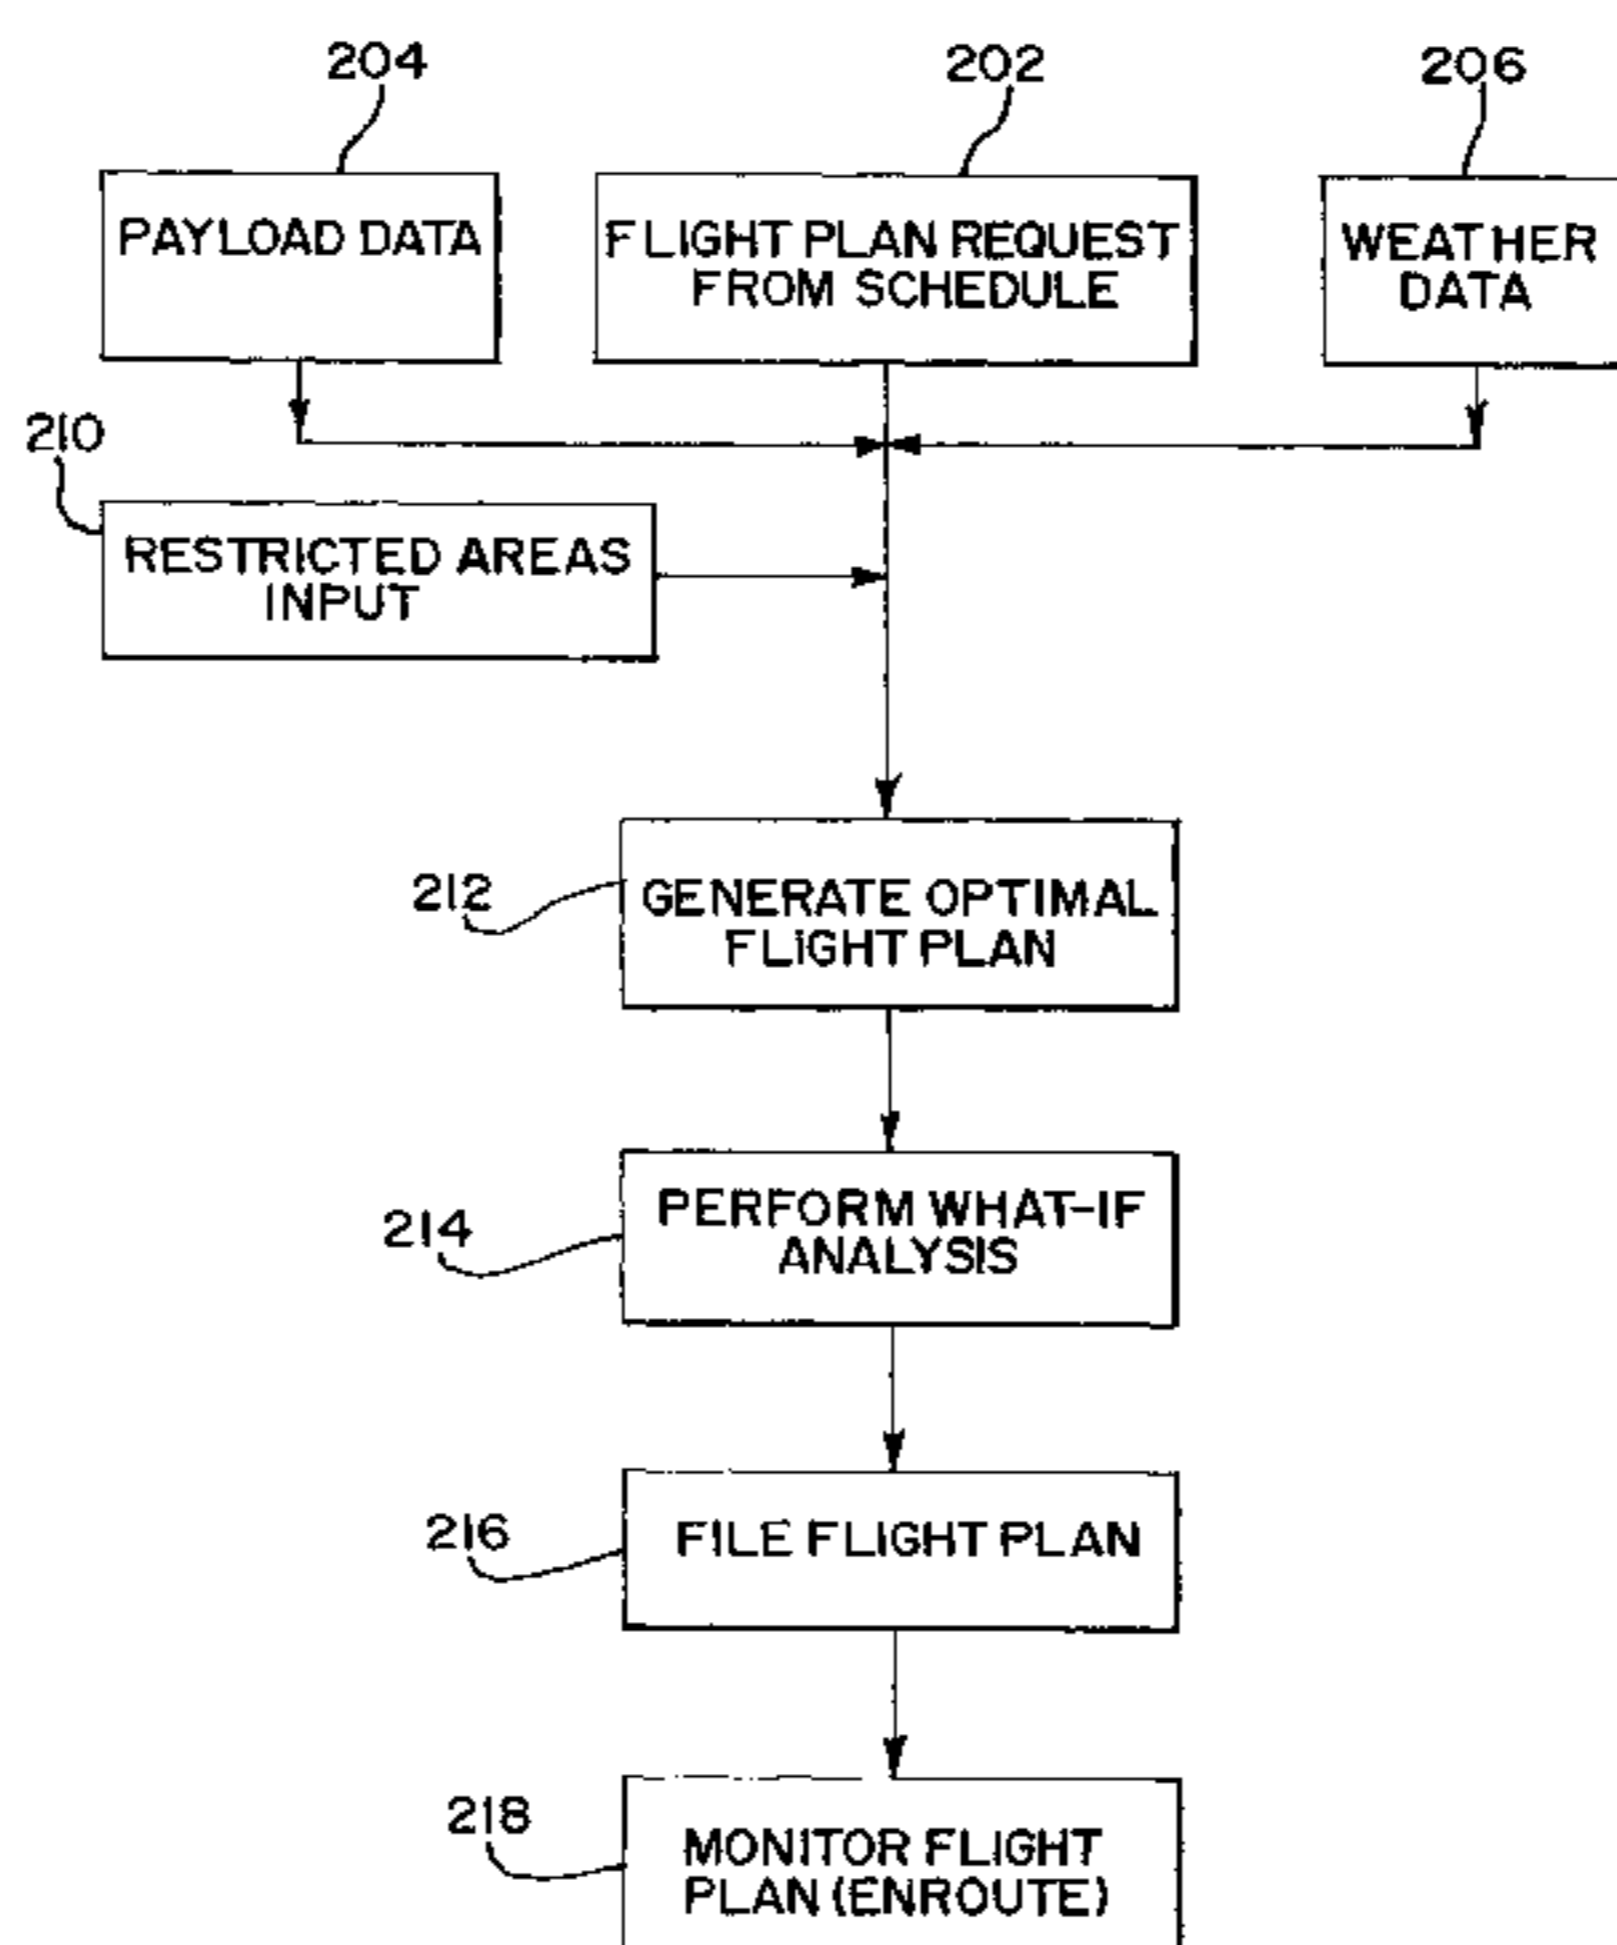 204
202
206
PAYLOAD DATA
FLIGHT PLAN REQUEST
FROM SCHEDULE
WEATHER
DATA
210
RESTRICTED AREAS
INPUT
212
GENERATE OPTIMAL
FLIGHT PLAN
214
PERFORM WHAT-IF
ANALYSIS
216
FILE FLIGHT PLAN
218
MONITOR FLIGHT
PLAN (ENROUTE)